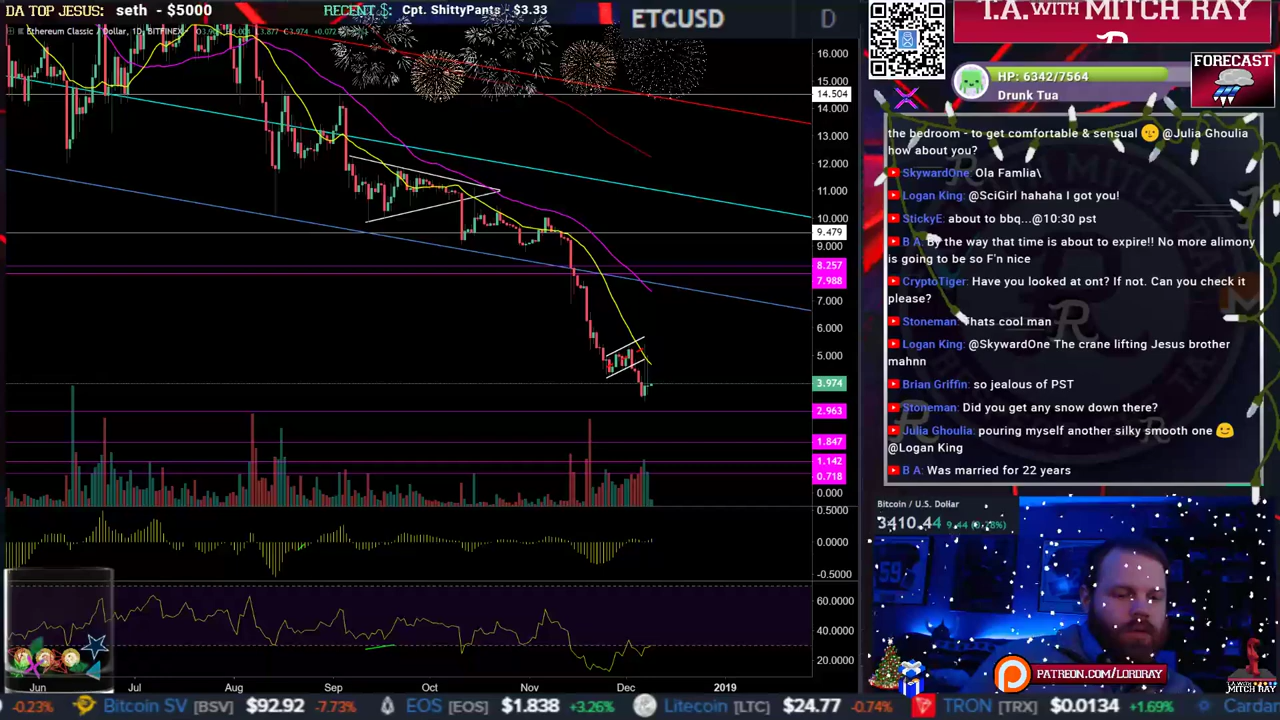 DA TOP JESUS: seth - $5000
RECENT $: Cpt. ShittyPants - $3.33
ETCUSD D
T.A. WITH MITCH RAY
Ethereum Classic / Dollar, 1D, BITFINEX
HP: 6342/7564
Drunk Tua
FORECAST
16.000
15.000
14.504
13.000
12.000
11.000
10.000
9.479
9.000
8.257
7.988
7.000
6.000
5.000
3.974
2.963
1.847
1.142
0.718
0.000
0.5000
0.0000
-0.5000
60.0000
40.0000
20.0000
Jun Jul Aug Sep Oct Nov Dec 2019
the bedroom - to get comfortable & sensual @Julia Ghoulia
how about you?
SkywardOne: Ola Famlia\
Logan King: @SciGirl hahaha I got you!
StickyE: about to bbq...@10:30 pst
B A: By the way that time is about to expire!! No more alimony
is going to be so F'n nice
CryptoTiger: Have you looked at ont? If not. Can you check it
please?
Stoneman: Thats cool man
Logan King: @SkywardOne The crane lifting Jesus brother
mahnn
Brian Griffin: so jealous of PST
Stoneman: Did you get any snow down there?
Julia Ghoulia: pouring myself another silky smooth one
@Logan King
B A: Was married for 22 years
Bitcoin / U.S. Dollar
3410.44
PATREON.COM/LORDRAY
T.A. WITH
MITCH RAY
-0.23% Bitcoin SV [BSV] $92.92 -7.73% EOS [EOS] $1.838 +3.26% Litecoin [LTC] $24.77 -0.74% TRON [TRX] $0.0134 +1.69% Cardan